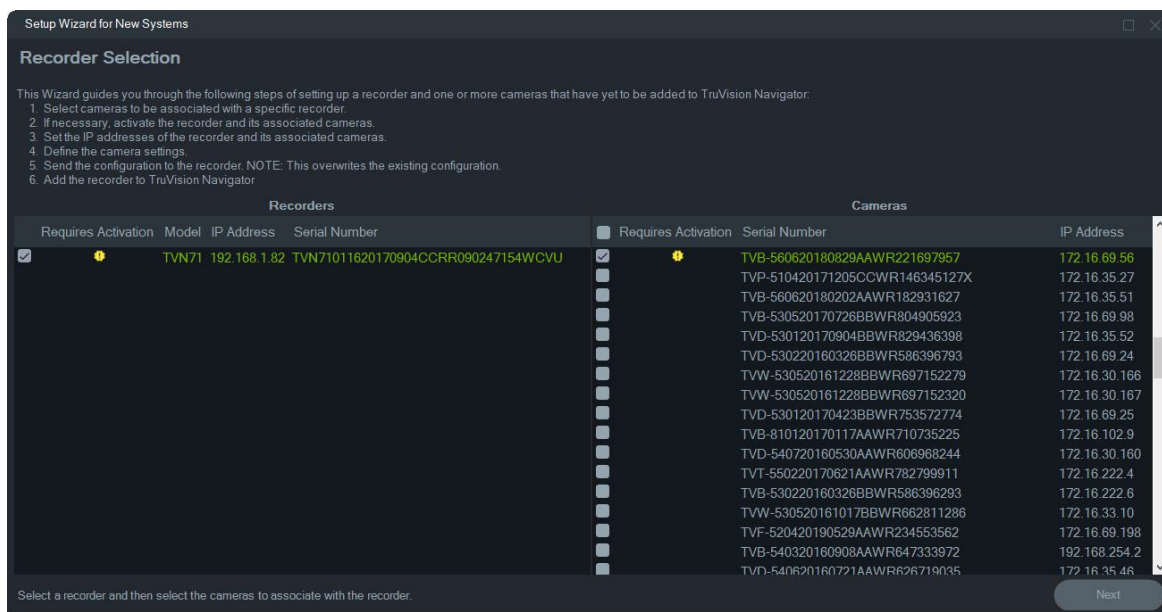 Setup Wizard for New Systems
Recorder Selection
This Wizard guides you through the following steps of setting up a recorder and one or more cameras that have yet to be added to TruVision Navigator:
1. Select cameras to be associated with a specific recorder.
2. If necessary, activate the recorder and its associated cameras.
3. Set the IP addresses of the recorder and its associated cameras.
4. Define the camera settings.
5. Send the configuration to the recorder. NOTE: This overwrites the existing configuration.
6. Add the recorder to TruVision Navigator
Recorders
Requires Activation Model IP Address Serial Number
TVN71 192.168.1.82 TVN71011620170904CCRR090247154WCVU
Cameras
Requires Activation Serial Number IP Address
TVB-560620180829AAWR221697957 172.16.69.56
TVP-510420171205CCWR146345127X 172.16.35.27
TVB-560620180202AAWR182931627 172.16.35.51
TVB-530520170726BBWR804905923 172.16.69.98
TVD-530120170904BBWR829436398 172.16.35.52
TVD-530220160326BBWR586396793 172.16.69.24
TVW-530520161228BBWR697152279 172.16.30.166
TVW-530520161228BBWR697152320 172.16.30.167
TVD-530120170423BBWR753572774 172.16.69.25
TVB-810120170117AAWR710735225 172.16.102.9
TVD-540720160530AAWR606968244 172.16.30.160
TVT-550220170621AAWR782799911 172.16.222.4
TVB-530220160326BBWR586396293 172.16.222.6
TVW-530520161017BBWR662811286 172.16.33.10
TVF-520420190529AAWR234553562 172.16.69.198
TVB-540320160908AAWR647333972 192.168.254.2
TVD-540620160721AAWR626719035 172.16.35.46
Select a recorder and then select the cameras to associate with the recorder.
Next